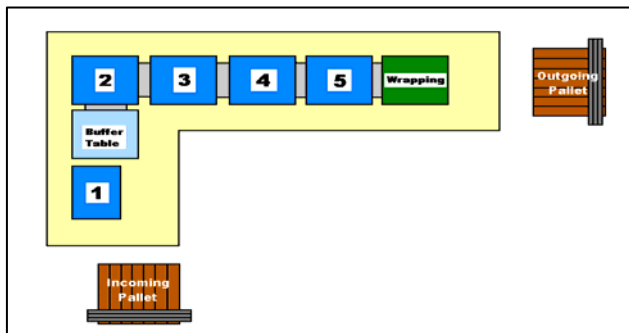 2
3
4
5
Wrapping
Outgoing
Pallet
Buffer
Table
1
Incoming
Pallet